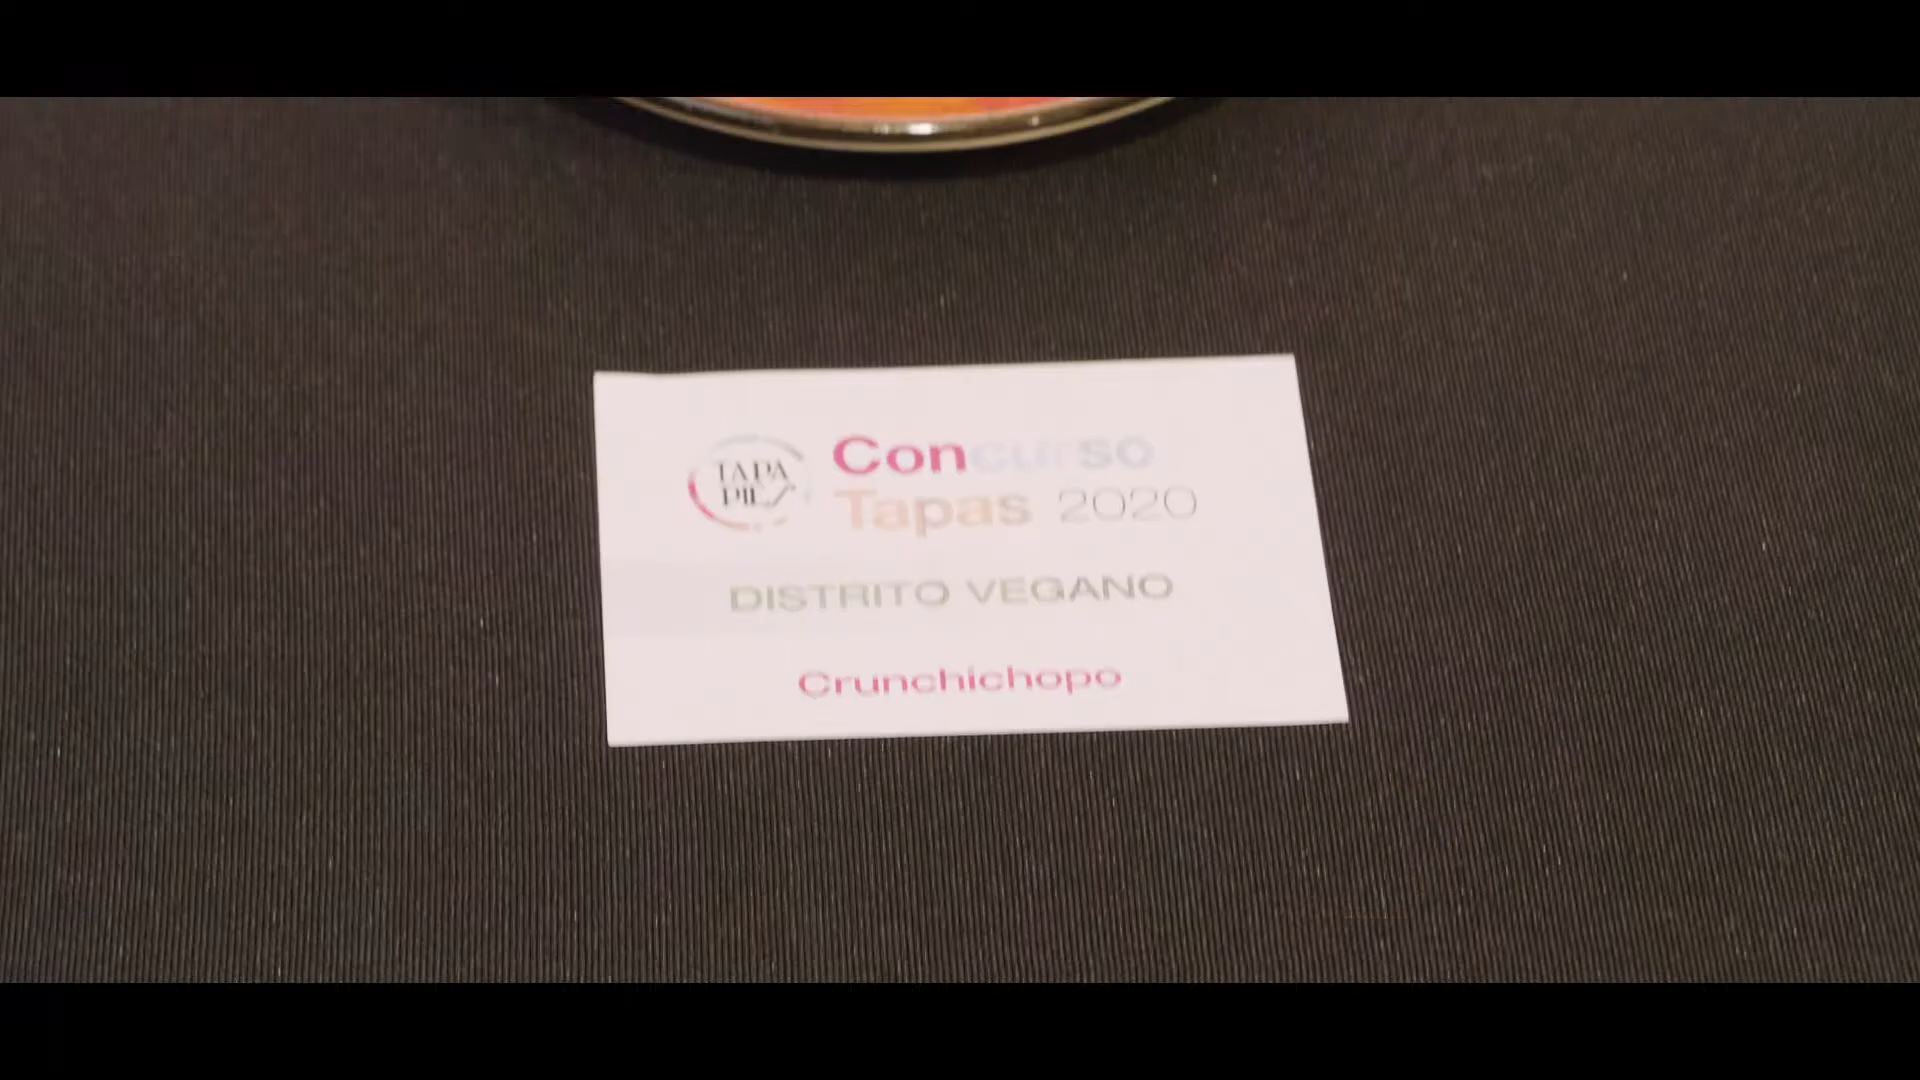 TAPA
PIES
Concurso
Tapas 2020
DISTRITO VEGANO
Crunchichopo